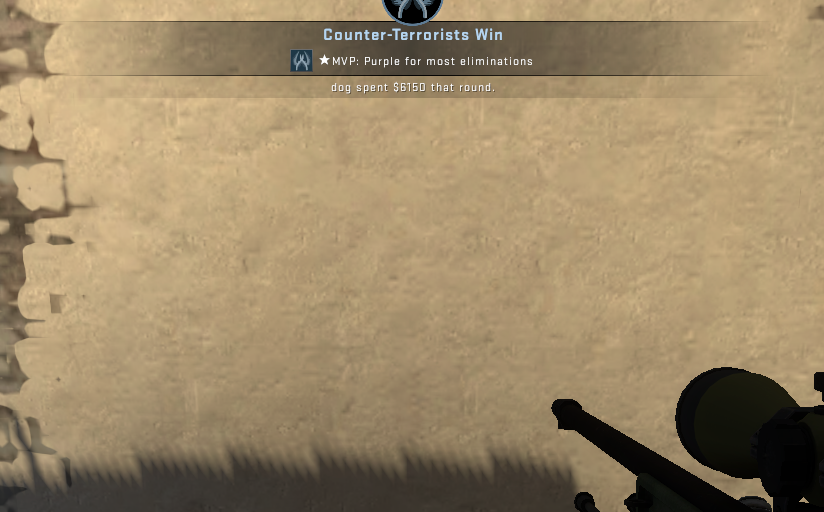 Counter-Terrorists Win
★MVP: Purple for most eliminations
dog spent $6150 that round.